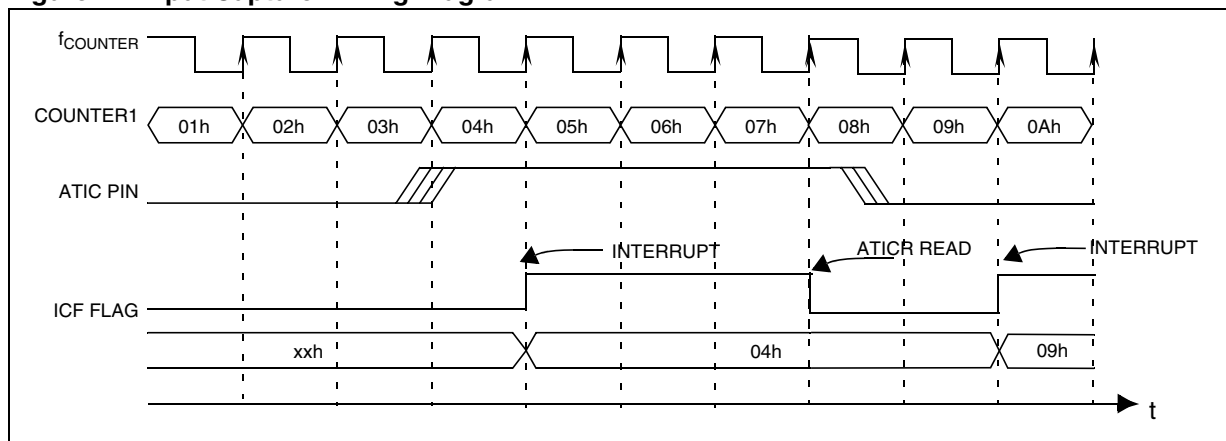 fCOUNTER
COUNTER1
01h 02h 03h 04h 05h 06h 07h 08h 09h 0Ah
ATIC PIN
INTERRUPT ATICR READ INTERRUPT
ICF FLAG
xxh 04h 09h
t